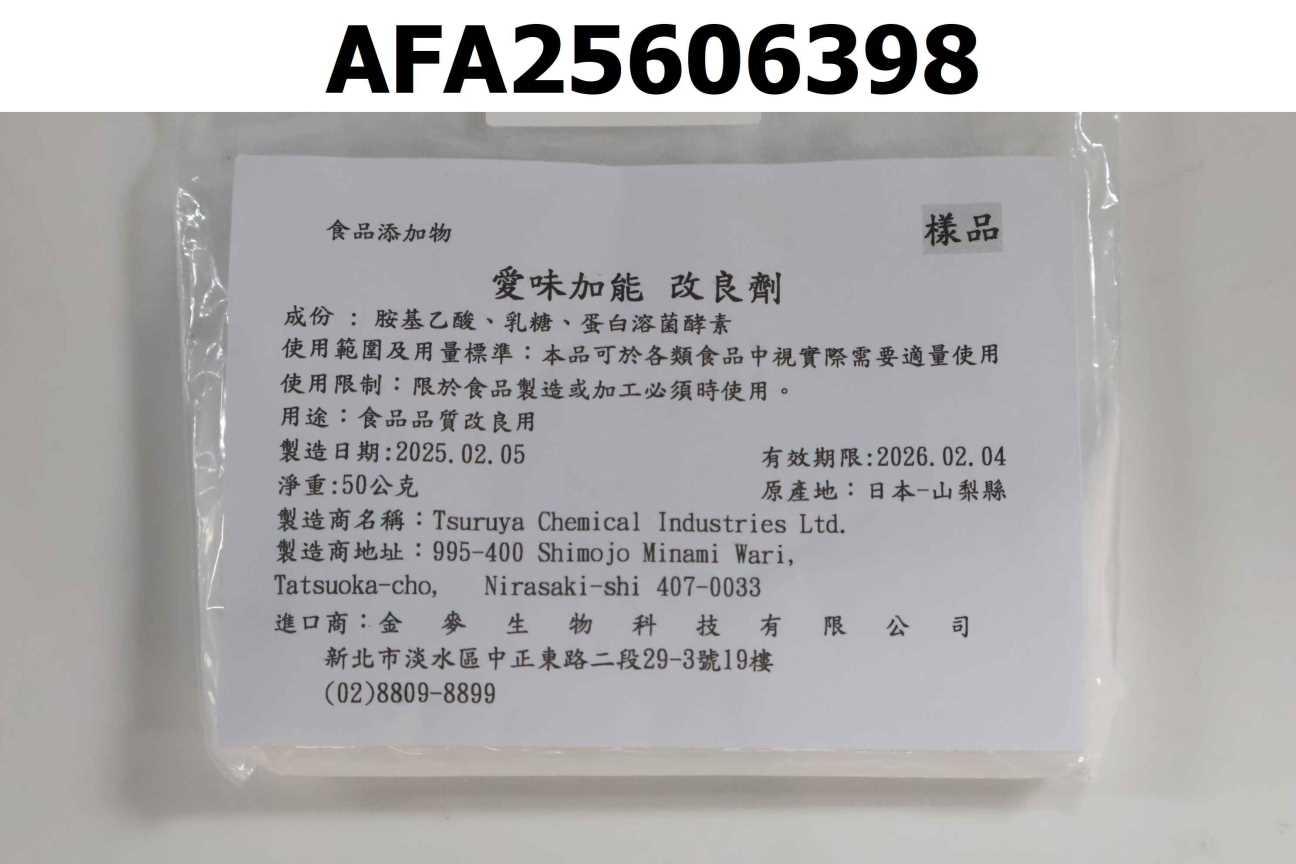 AFA25606398
食品添加物
樣品
愛味加能 改良劑
成份 : 胺基乙酸、乳糖、蛋白溶菌酵素
使用範圍及用量標準：本品可於各類食品中視實際需要適量使用
使用限制：限於食品製造或加工必須時使用。
用途：食品品質改良用
製造日期:2025.02.05 有效期限:2026.02.04
淨重:50公克 原產地：日本-山梨縣
製造商名稱：Tsuruya Chemical Industries Ltd.
製造商地址：995-400 Shimojo Minami Wari,
Tatsuoka-cho, Nirasaki-shi 407-0033
進口商：金麥生物科技有限公司
新北市淡水區中正東路二段29-3號19樓
(02)8809-8899